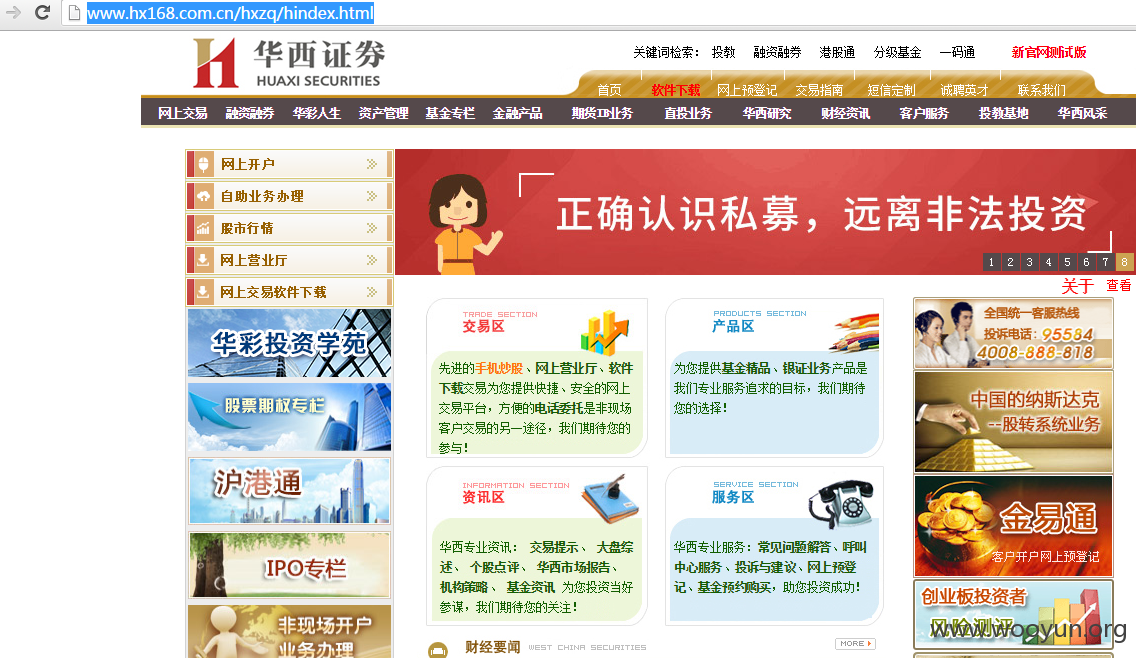 www.hx168.com.cn/hxzq/hindex.html
华西证券
HUAXI SECURITIES
关键词检索： 投教 融资融券 港股通 分级基金 一码通 新官网测试版
首页 软件下载 网上预登记 交易指南 短信定制 诚聘英才 联系我们
网上交易 融资融券 华彩人生 资产管理 基金专栏 金融产品 期货IB业务 直投业务 华西研究 财经资讯 客户服务 投教基地 华西风采
网上开户
自助业务办理
股市行情
网上营业厅
网上交易软件下载
正确认识私募，远离非法投资
1 2 3 4 5 6 7 8
关于 查看
华彩投资学苑
股票期权专栏
沪港通
IPO专栏
非现场开户
业务办理
TRADE SECTION
交易区
先进的手机炒股、网上营业厅、软件
下载交易为您提供快捷、安全的网上
交易平台，方便的电话委托是非现场
客户交易的另一途径，我们期待您的
参与！
PRODUCTS SECTION
产品区
为您提供基金精品、银证业务产品是
我们专业服务追求的目标，我们期待
您的选择！
INFORMATION SECTION
资讯区
华西专业资讯： 交易提示、 大盘综
述、 个股点评、 华西市场报告、
机构策略、 基金资讯 为您投资当好
参谋，我们期待您的关注！
SERVICE SECTION
服务区
华西专业服务：常见问题解答、呼叫
中心服务、投诉与建议、网上预登
记、基金预约购买，助您投资成功！
财经要闻 WEST CHINA SECURITIES
MORE
全国统一客服热线
投诉电话：95584
4008-888-818
中国的纳斯达克
--股转系统业务
金易通
客户开户网上预登记
创业板投资者
风险测评
www.wooyun.org